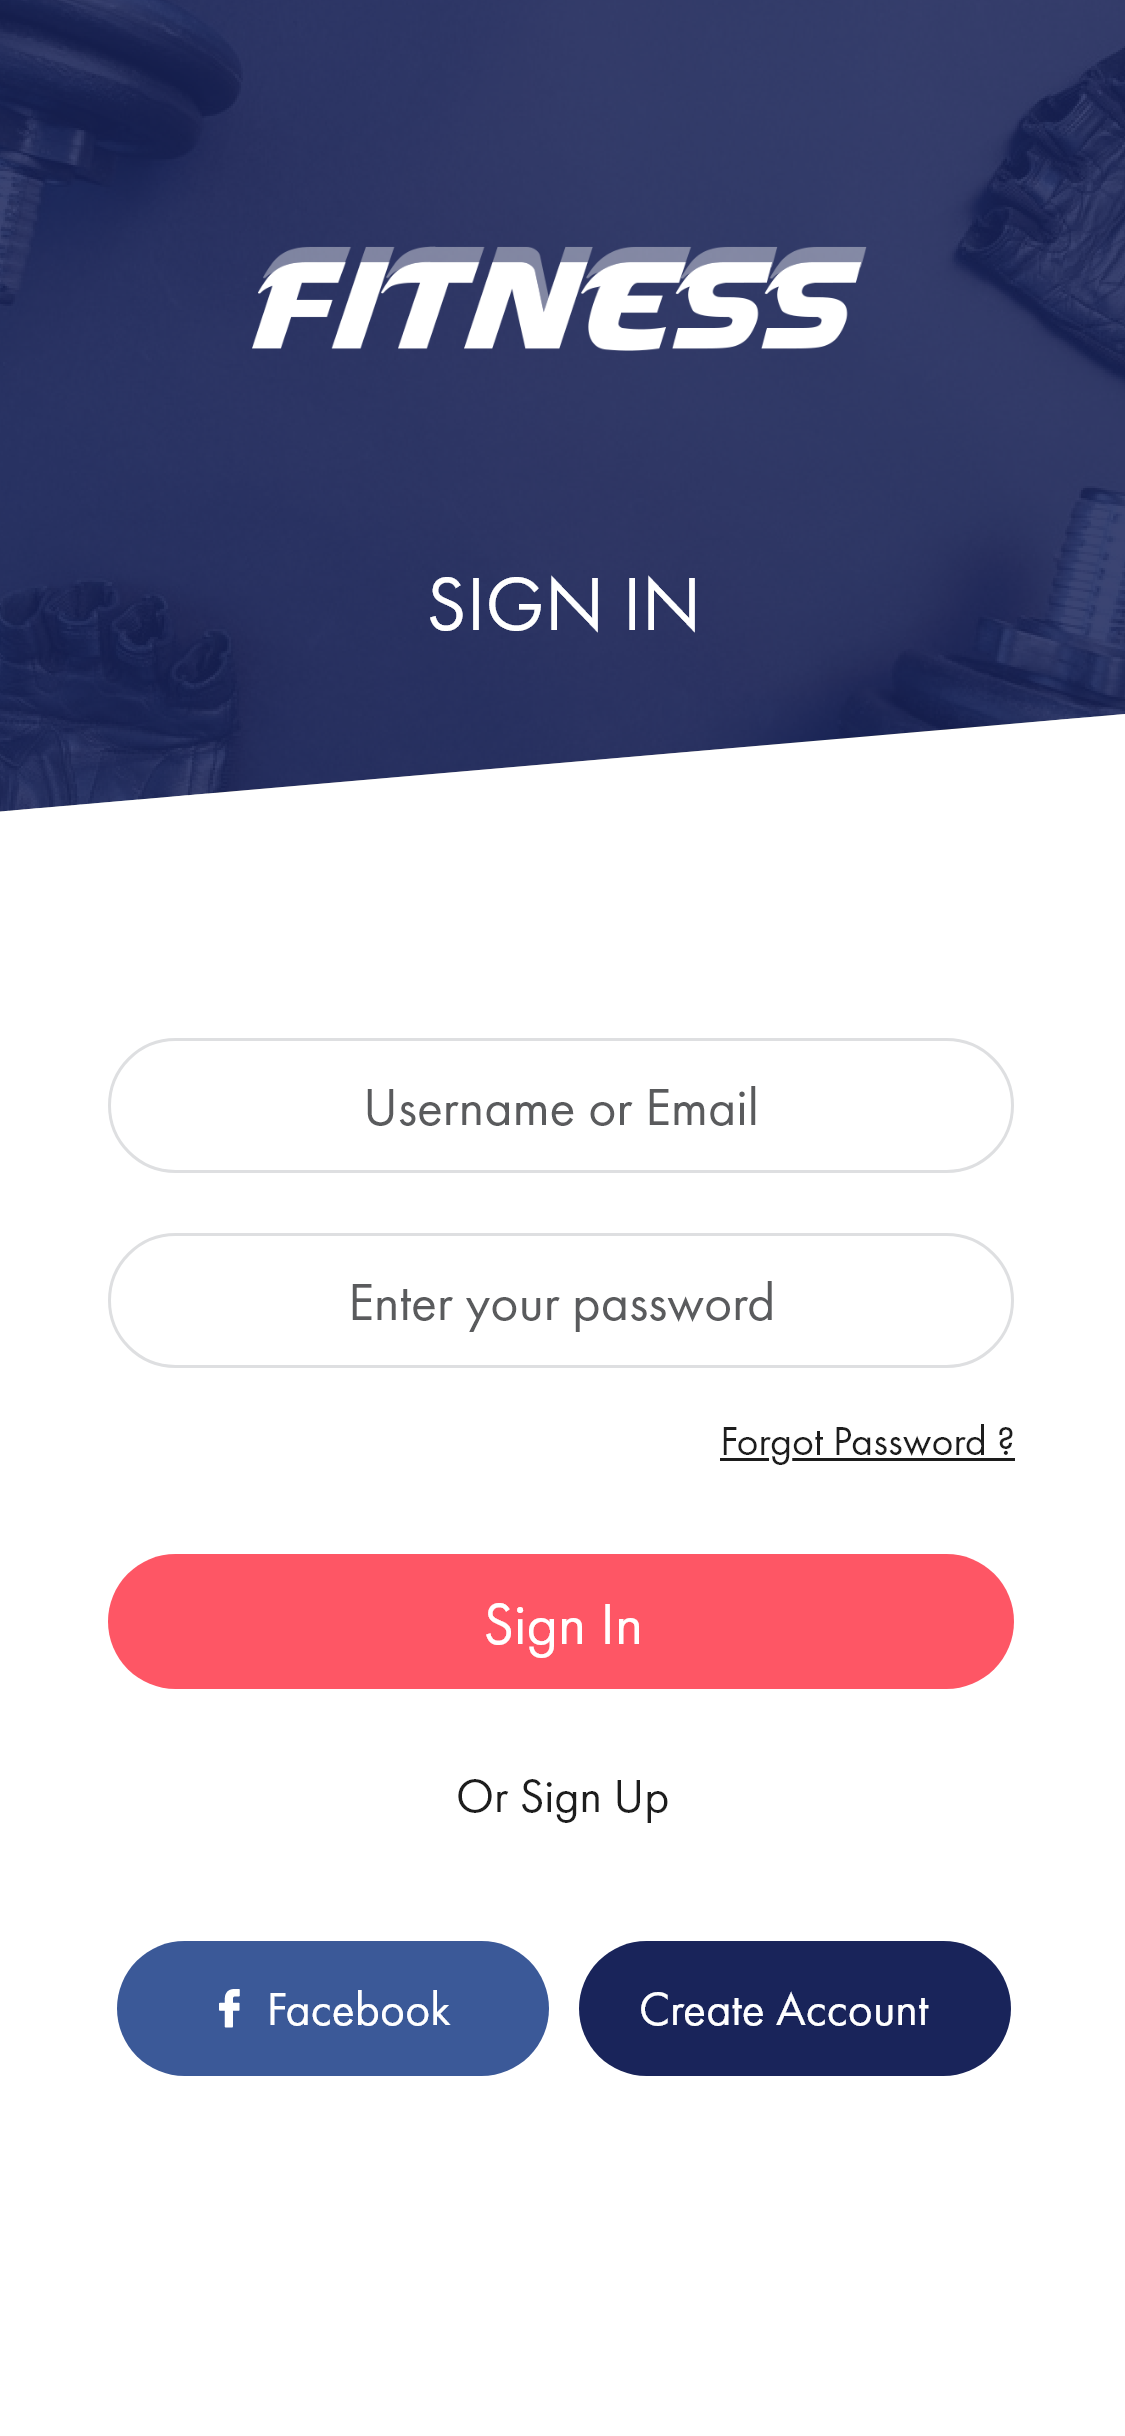 FITNESS
SIGN IN
Username or Email
Enter your password
Forgot Password ?
Sign In
Or Sign Up
Facebook
Create Account